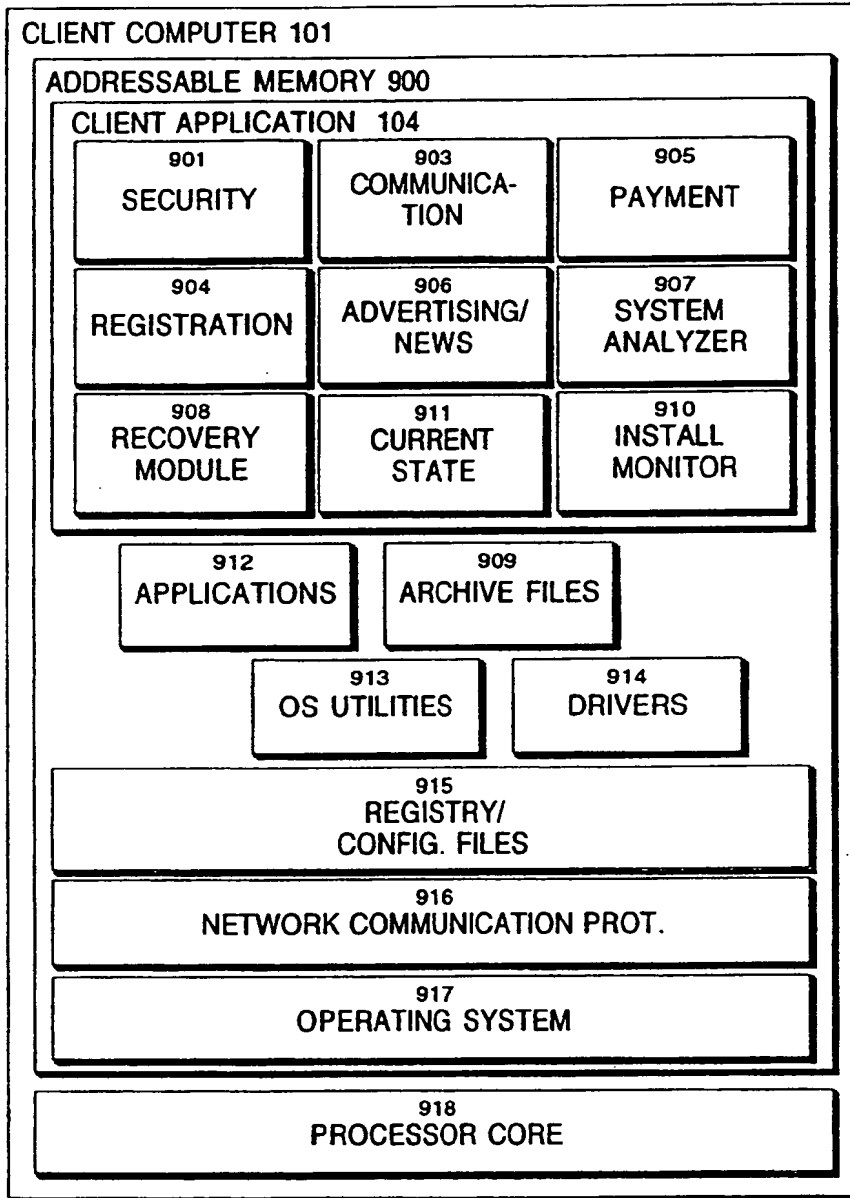 CLIENT COMPUTER 101
ADDRESSABLE MEMORY 900
CLIENT APPLICATION 104
901
SECURITY
903
COMMUNICA-
TION
905
PAYMENT
904
REGISTRATION
906
ADVERTISING/
NEWS
907
SYSTEM
ANALYZER
908
RECOVERY
MODULE
911
CURRENT
STATE
910
INSTALL
MONITOR
912
APPLICATIONS
909
ARCHIVE FILES
913
OS UTILITIES
914
DRIVERS
915
REGISTRY/
CONFIG. FILES
916
NETWORK COMMUNICATION PROT.
917
OPERATING SYSTEM
918
PROCESSOR CORE